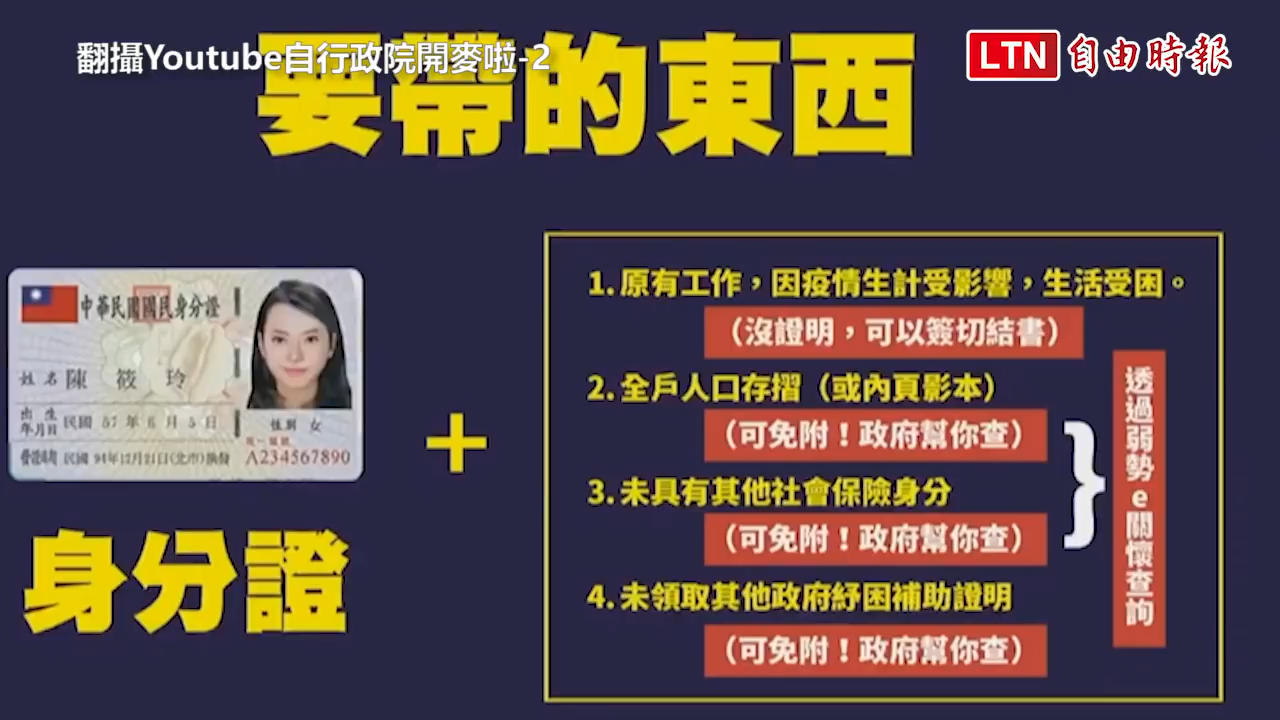 翻攝Youtube自行政院開麥啦-2
LTN 自由時報
要帶的東西
中華民國國民身分證
姓名 陳筱玲
出生年月日 民國 57 年 6 月 5 日
性別 女
發證日期 民國 94年12月21日(北市)換發
統一編號
A234567890
+
身分證
1. 原有工作，因疫情生計受影響，生活受困。
（沒證明，可以簽切結書）
2. 全戶人口存摺（或內頁影本）
（可免附！政府幫你查）
3. 未具有其他社會保險身分
（可免附！政府幫你查）
4. 未領取其他政府紓困補助證明
（可免附！政府幫你查）
}
透過弱勢e關懷查詢